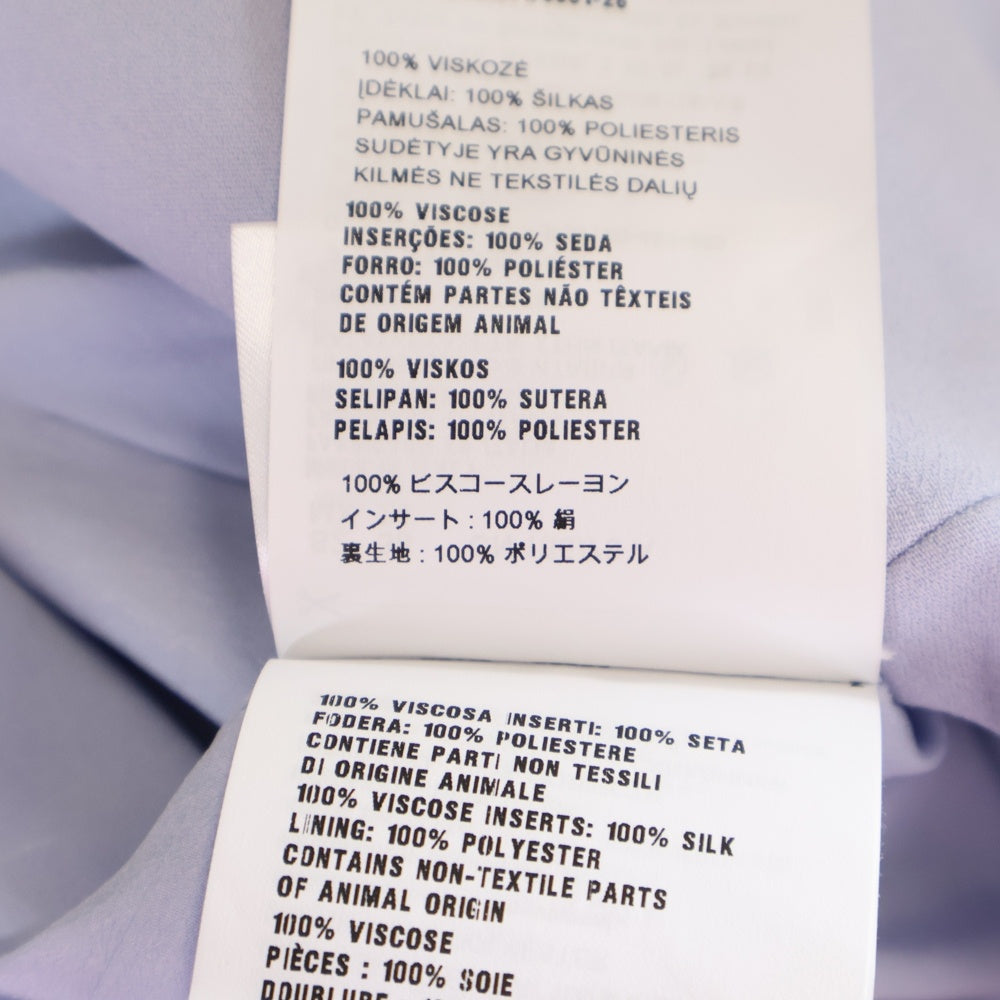 100% VISKOZĖ
ĮDĖKLAI: 100% ŠILKAS
PAMUŠALAS: 100% POLIESTERIS
SUDĖTYJE YRA GYVŪNINĖS
KILMĖS NE TEKSTILĖS DALIŲ
100% VISCOSE
INSERÇÕES: 100% SEDA
FORRO: 100% POLIÉSTER
CONTÉM PARTES NÃO TÊXTEIS
DE ORIGEM ANIMAL
100% VISKOS
SELIPAN: 100% SUTERA
PELAPIS: 100% POLIESTER
100% ビスコースレーヨン
インサート : 100% 絹
裏生地 : 100% ポリエステル
100% VISCOSA INSERTI: 100% SETA
FODERA: 100% POLIESTERE
CONTIENE PARTI NON TESSILI
DI ORIGINE ANIMALE
100% VISCOSE INSERTS: 100% SILK
LINING: 100% POLYESTER
CONTAINS NON-TEXTILE PARTS
OF ANIMAL ORIGIN
100% VISCOSE
PIÈCES : 100% SOIE